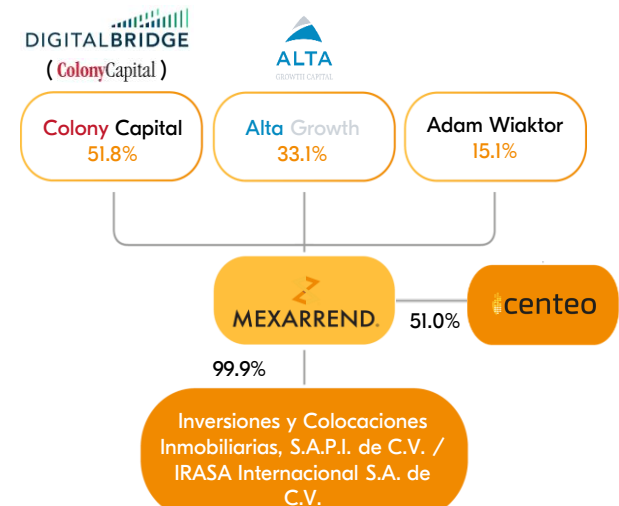 DIGITALBRIDGE
( ColonyCapital )
ALTA
GROWTH CAPITAL
Colony Capital
51.8%
Alta Growth
33.1%
Adam Wiaktor
15.1%
MEXARREND.
51.0%
centeo
99.9%
Inversiones y Colocaciones
Inmobiliarias, S.A.P.I. de C.V. /
IRASA Internacional S.A. de
C.V.